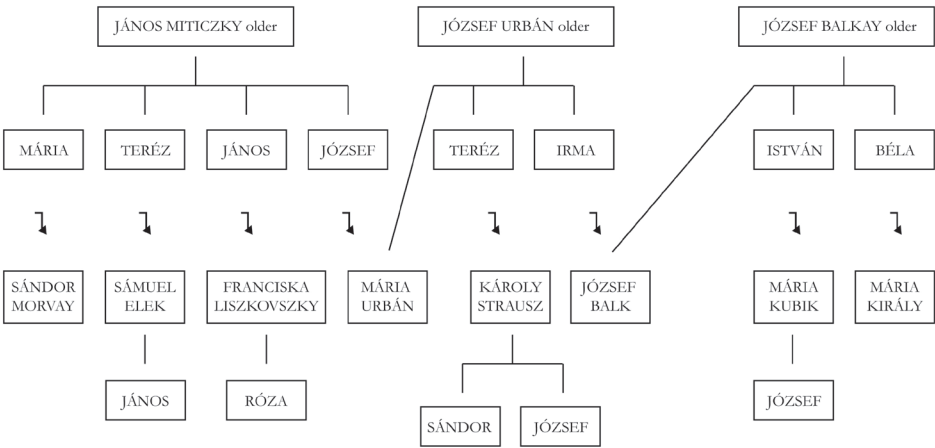 JÁNOS MITICZKY older
JÓZSEF URBÁN older
JÓZSEF BALKAY older
MÁRIA
TERÉZ
JÁNOS
JÓZSEF
TERÉZ
IRMA
ISTVÁN
BÉLA
SÁNDOR
MORVAY
SÁMUEL
ELEK
FRANCISKA
LISZKOVSZKY
MÁRIA
URBÁN
KÁROLY
STRAUSZ
JÓZSEF
BALK
MÁRIA
KUBIK
MÁRIA
KIRÁLY
JÁNOS
RÓZA
JÓZSEF
SÁNDOR
JÓZSEF